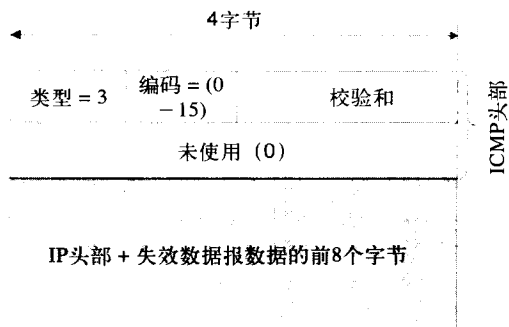 4字节
类型 = 3
编码 = (0
－15)
校验和
未使用（0）
ICMP头部
IP头部 + 失效数据报数据的前8个字节